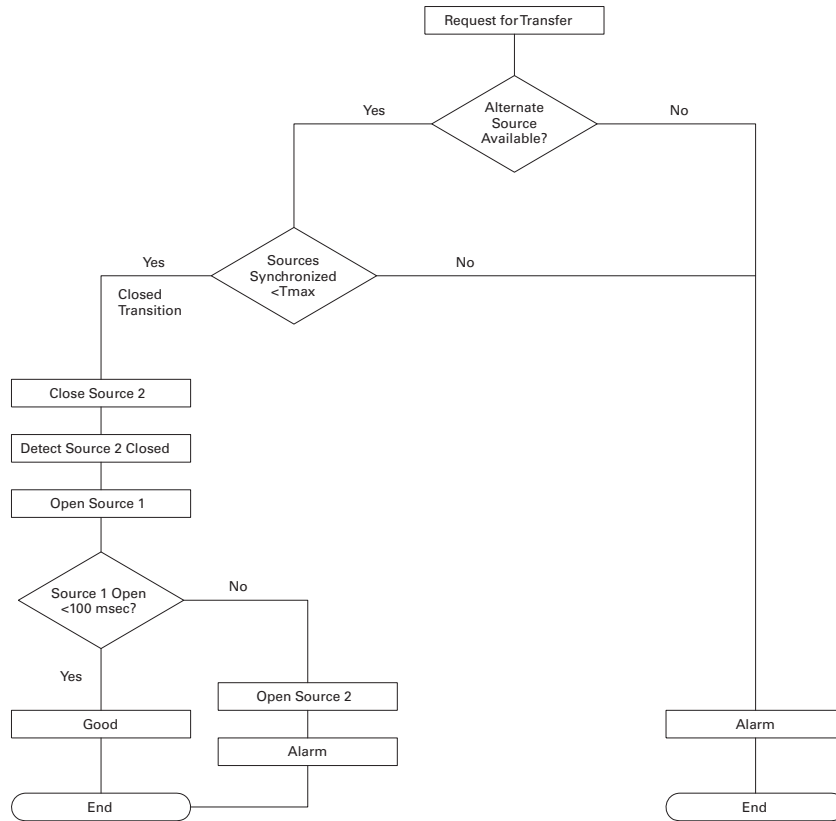 Request for Transfer
Yes
Alternate
Source
Available?
No
Yes
Closed
Transition
Sources
Synchronized
<Tmax
No
Close Source 2
Detect Source 2 Closed
Open Source 1
Source 1 Open
<100 msec?
No
Yes
Open Source 2
Good
Alarm
Alarm
End
End